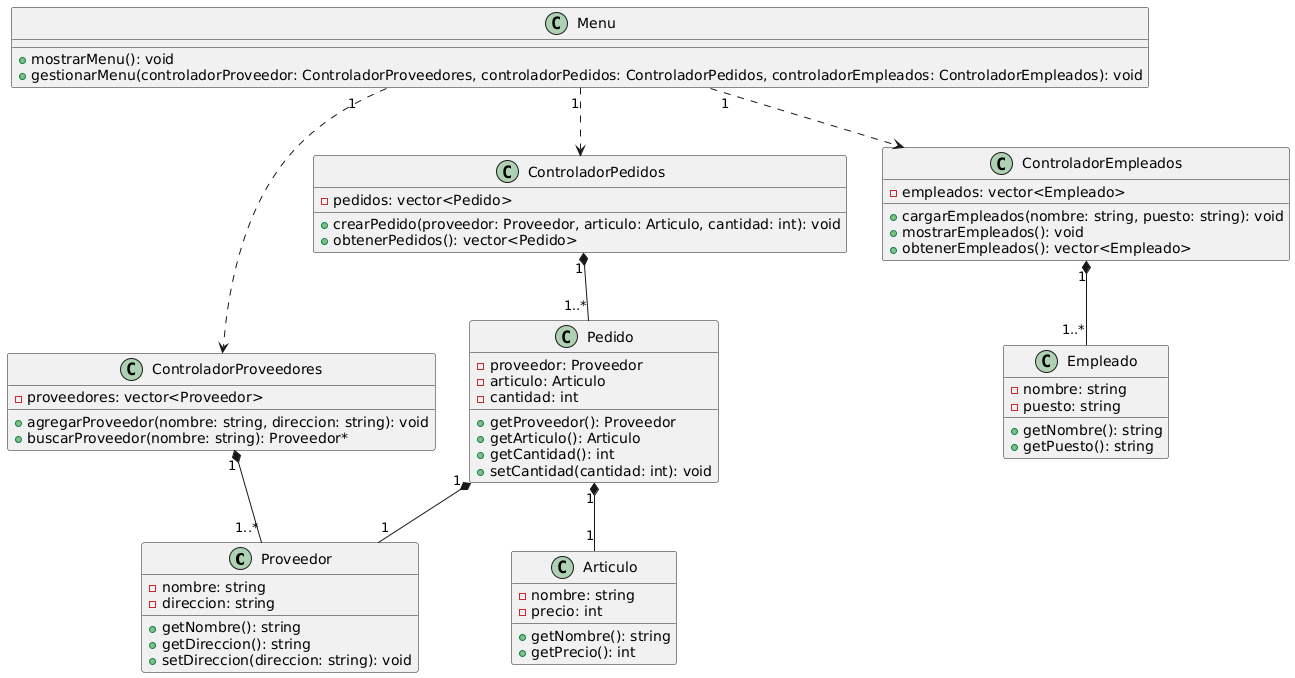 C Menu
mostrarMenu(): void
gestionarMenu(controladorProveedor: ControladorProveedores, controladorPedidos: ControladorPedidos, controladorEmpleados: ControladorEmpleados): void
1
1
1
C ControladorPedidos
pedidos: vector<Pedido>
crearPedido(proveedor: Proveedor, articulo: Articulo, cantidad: int): void
obtenerPedidos(): vector<Pedido>
C ControladorEmpleados
empleados: vector<Empleado>
cargarEmpleados(nombre: string, puesto: string): void
mostrarEmpleados(): void
obtenerEmpleados(): vector<Empleado>
1
1..*
1
1..*
C ControladorProveedores
proveedores: vector<Proveedor>
agregarProveedor(nombre: string, direccion: string): void
buscarProveedor(nombre: string): Proveedor*
C Pedido
proveedor: Proveedor
articulo: Articulo
cantidad: int
getProveedor(): Proveedor
getArticulo(): Articulo
getCantidad(): int
setCantidad(cantidad: int): void
C Empleado
nombre: string
puesto: string
getNombre(): string
getPuesto(): string
1
1..*
1
1
1
1
C Proveedor
nombre: string
direccion: string
getNombre(): string
getDireccion(): string
setDireccion(direccion: string): void
C Articulo
nombre: string
precio: int
getNombre(): string
getPrecio(): int